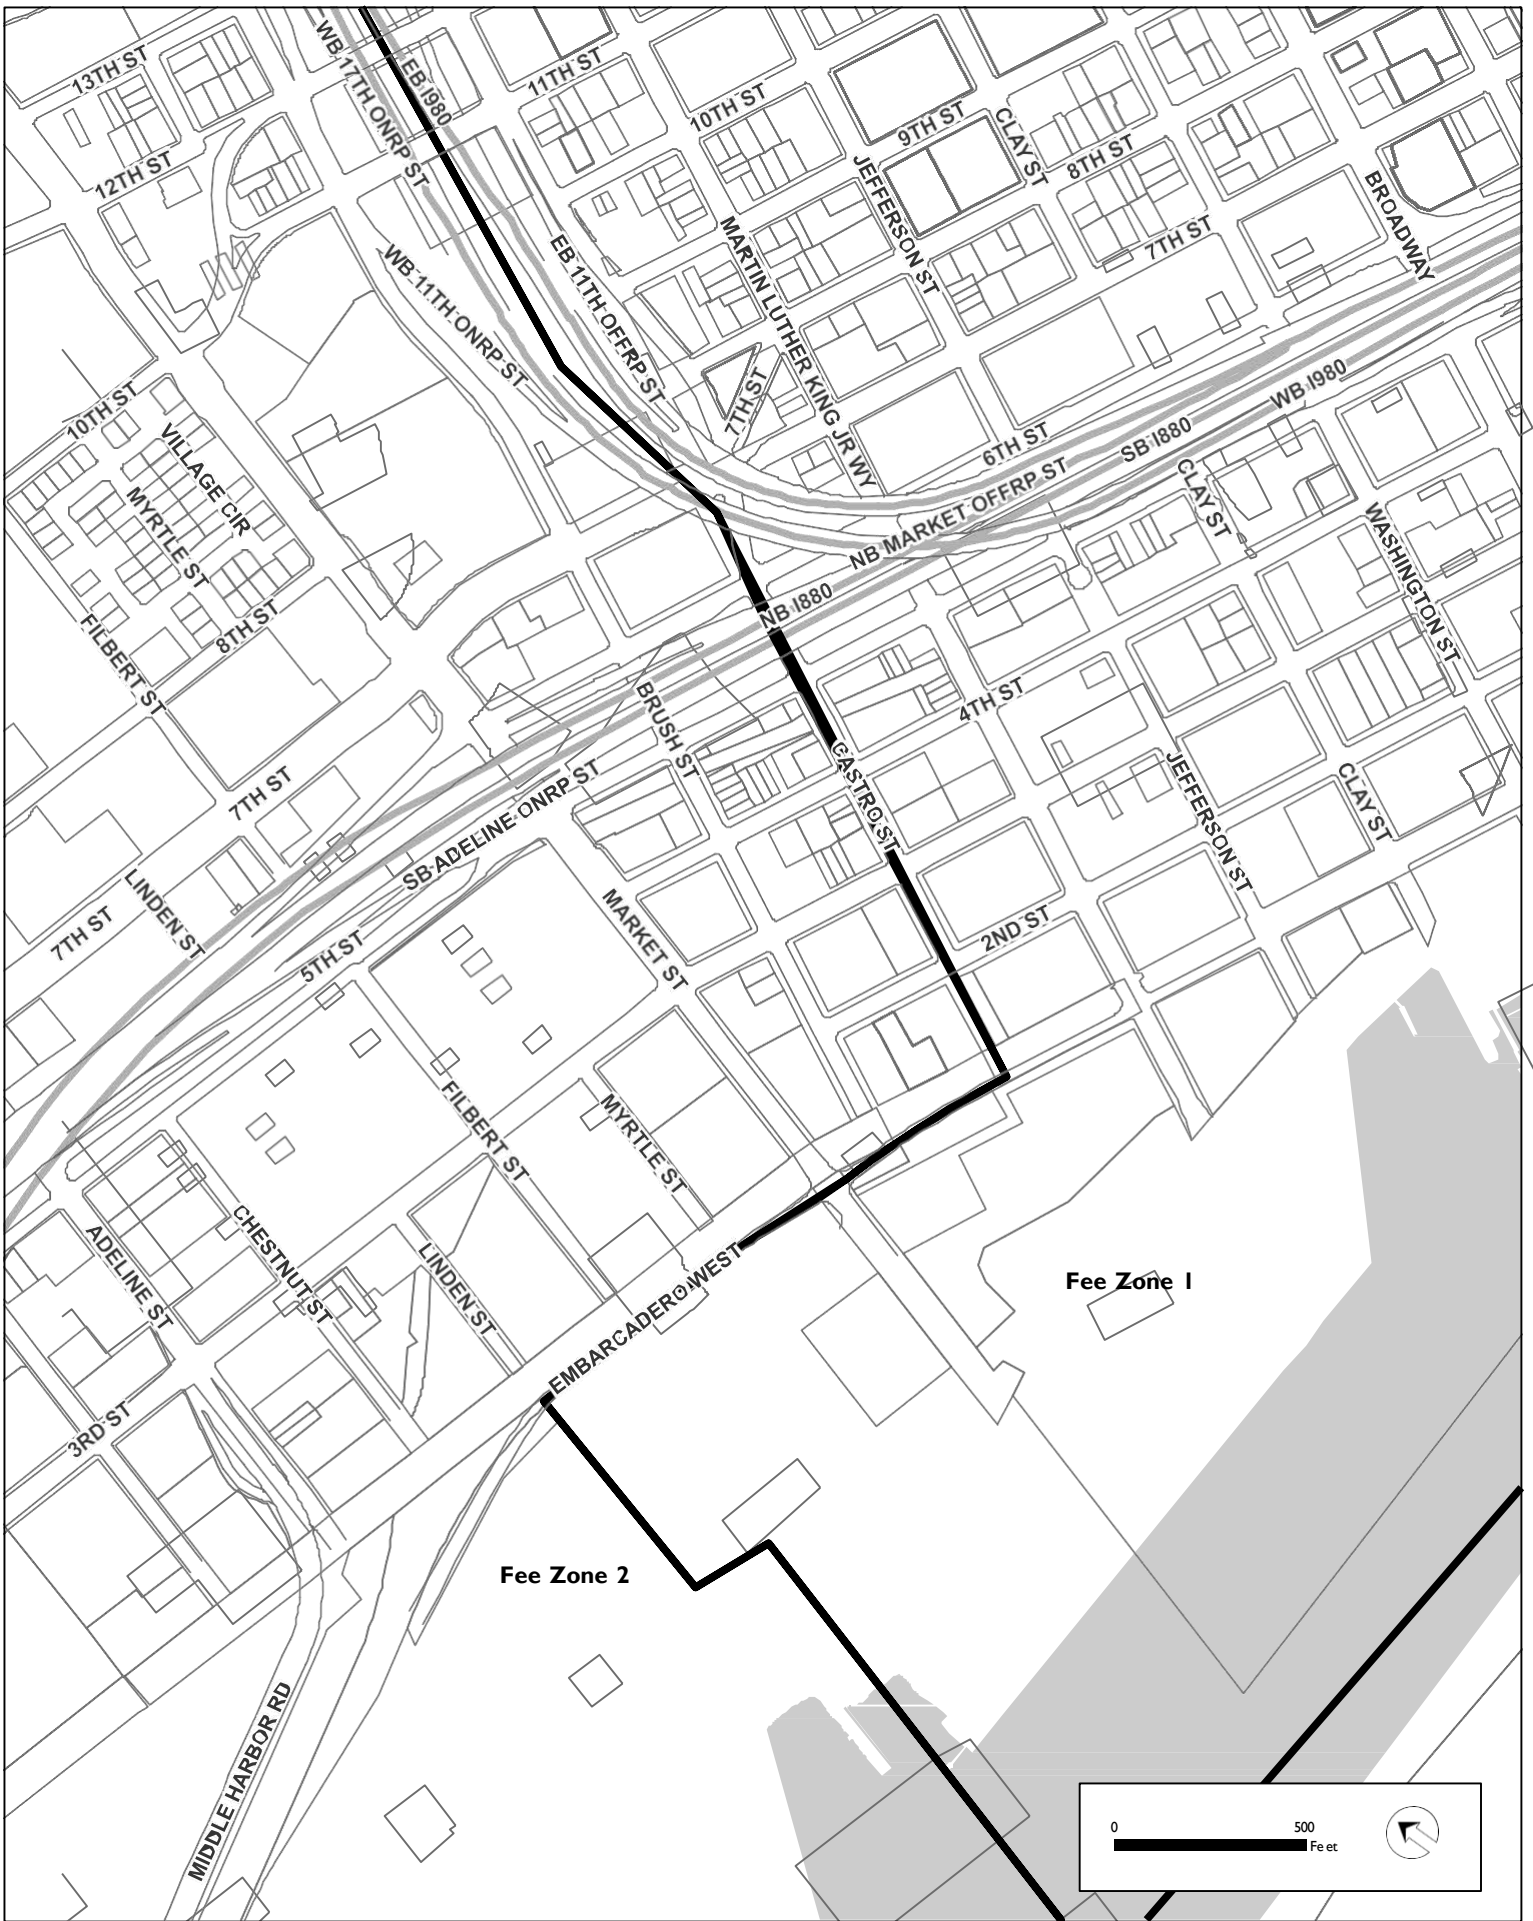 13TH ST
WB 17TH ONRP ST
EB I980
11TH ST
10TH ST
9TH ST
CLAY ST
8TH ST
12TH ST
JEFFERSON ST
BROADWAY
7TH ST
MARTIN LUTHER KING JR WY
WB 11TH ONRP ST
EB 11TH OFFRP ST
7TH ST
10TH ST
VILLAGE CIR
MYRTLE ST
6TH ST
SB I880
WB I980
NB MARKET OFFRP ST
CLAY ST
WASHINGTON ST
NB I880
FILBERT ST
8TH ST
BRUSH ST
4TH ST
CASTRO ST
JEFFERSON ST
CLAY ST
7TH ST
SB ADELINE ONRP ST
LINDEN ST
7TH ST
MARKET ST
5TH ST
2ND ST
FILBERT ST
MYRTLE ST
ADELINE ST
CHESTNUT ST
LINDEN ST
EMBARCADERO WEST
Fee Zone 1
3RD ST
Fee Zone 2
MIDDLE HARBOR RD
0 500
Feet